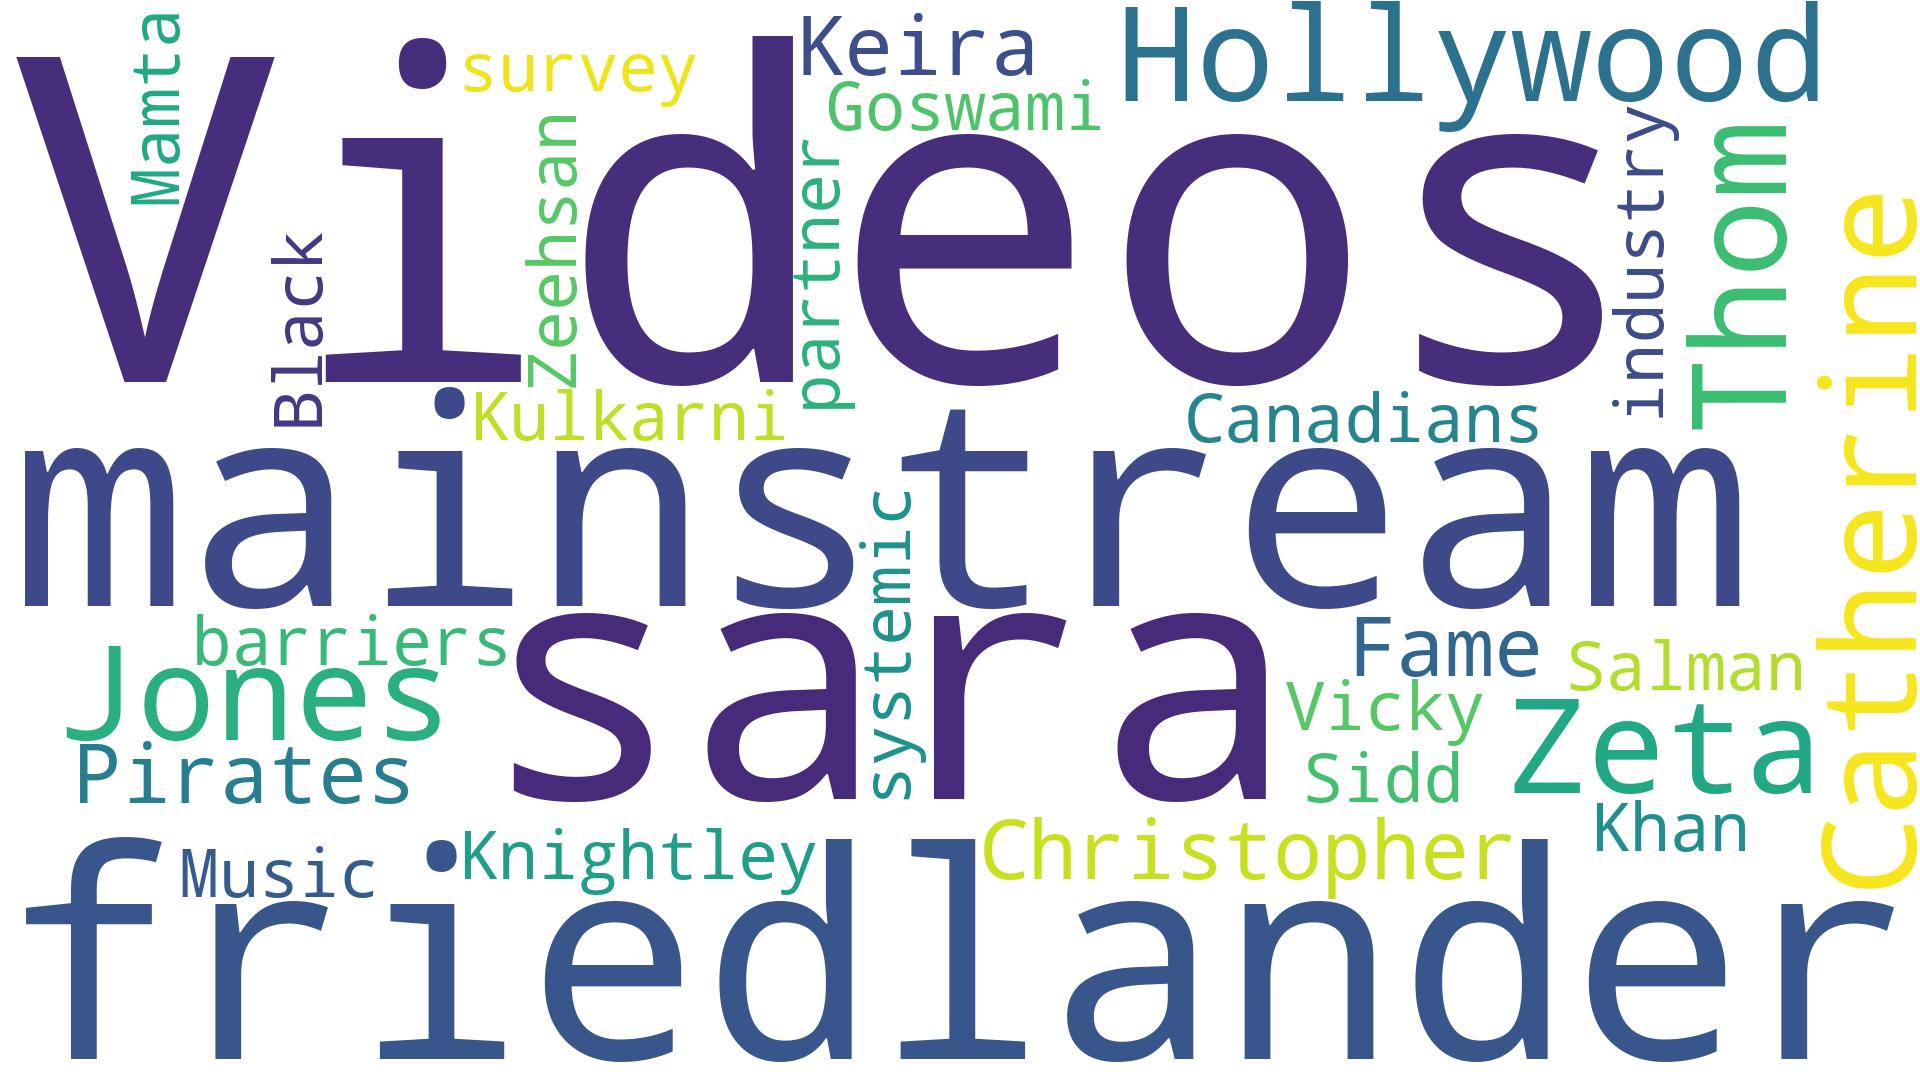 Mamta
Videos
survey
Keira
Hollywood
Goswami
Zeehsan
partner
industry
Thom
Black
catherine
Kulkarni
Canadians
mainstream
systemic
barriers
sara
Fame
Salman
Jones
Vicky
Zeta
Pirates
Sidd
Khan
Music
Knightley
Christopher
friedlander